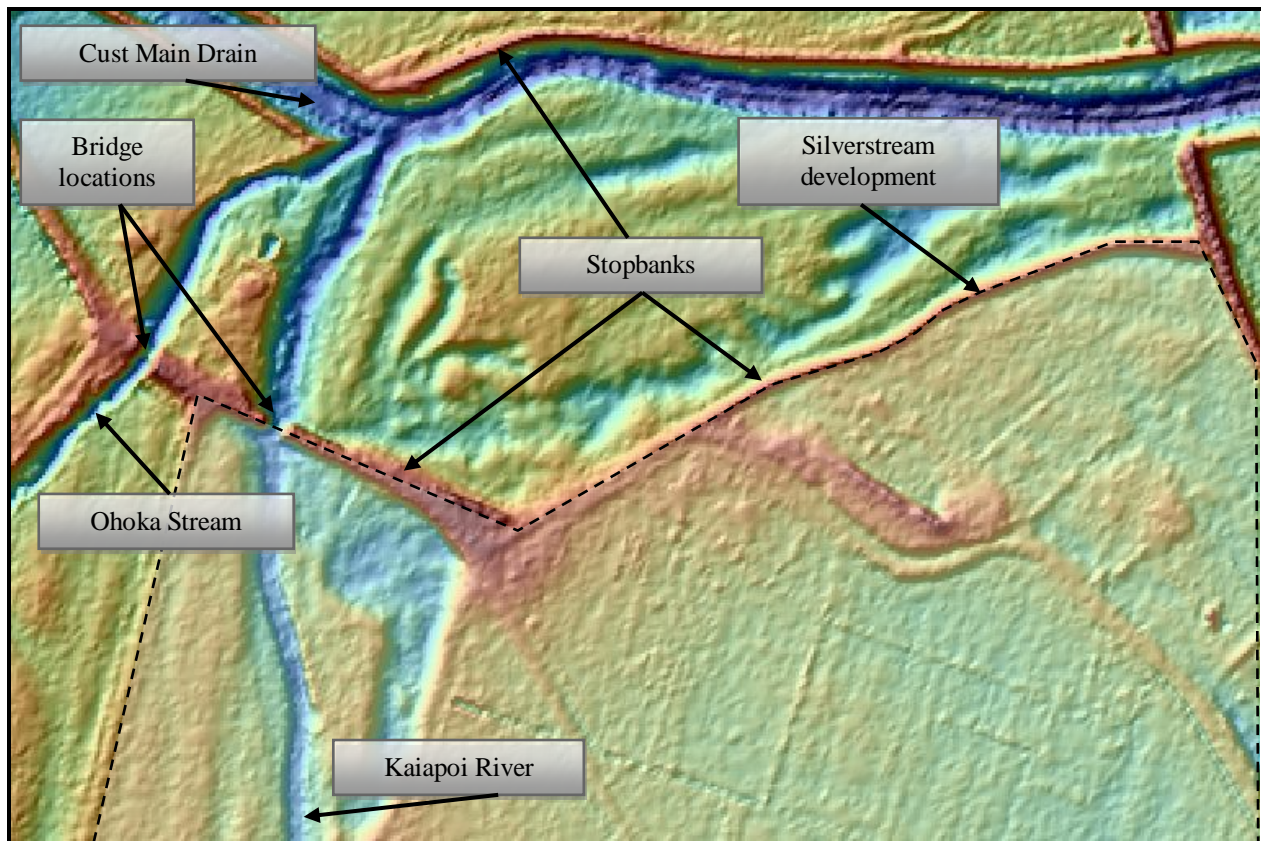 Cust Main Drain
Bridge
locations
Silverstream
development
Stopbanks
Ohoka Stream
Kaiapoi River